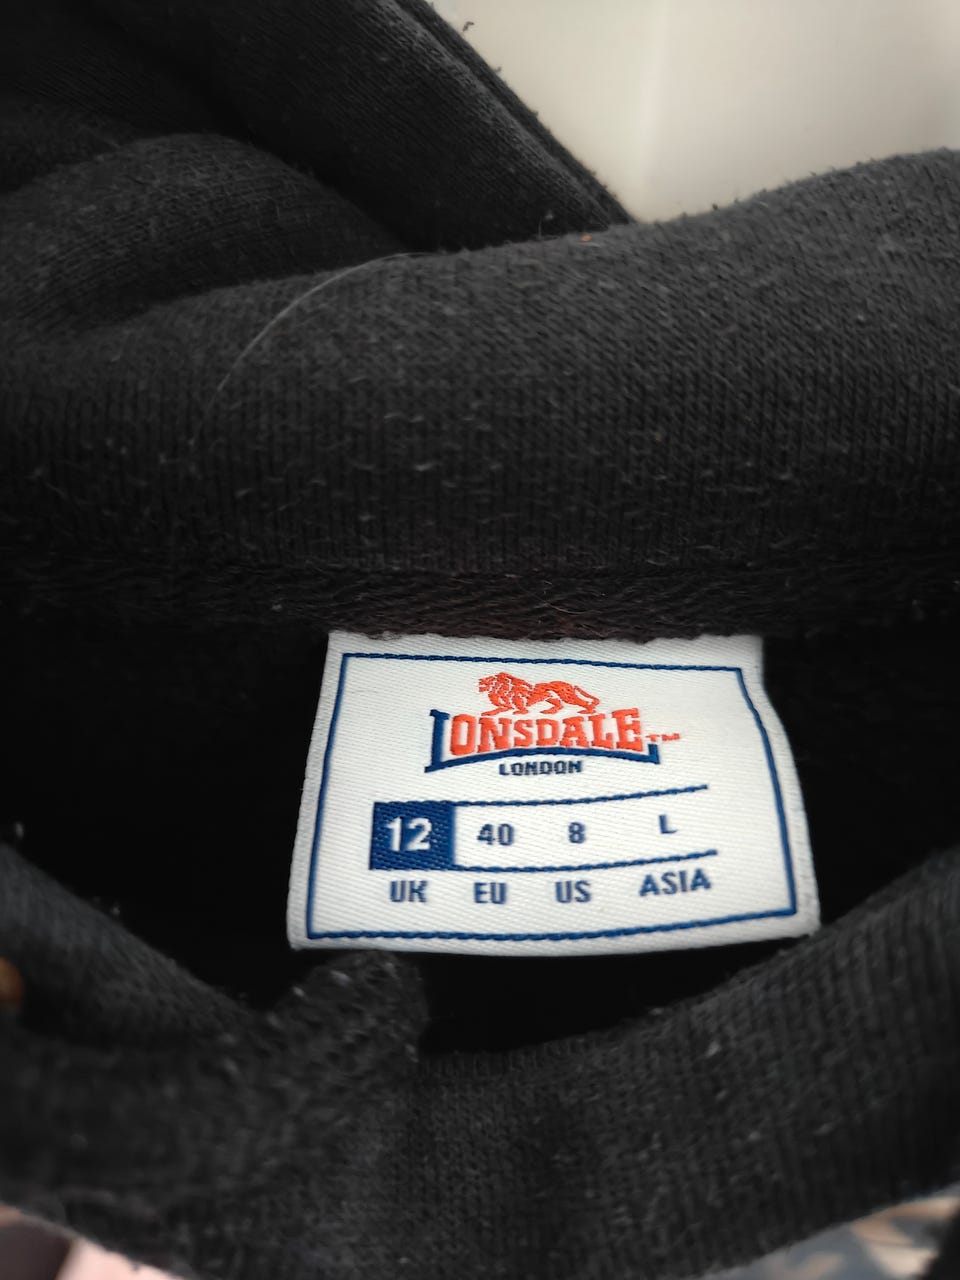 LONSDALE™
LONDON
12 40 8 L
UK EU US ASIA